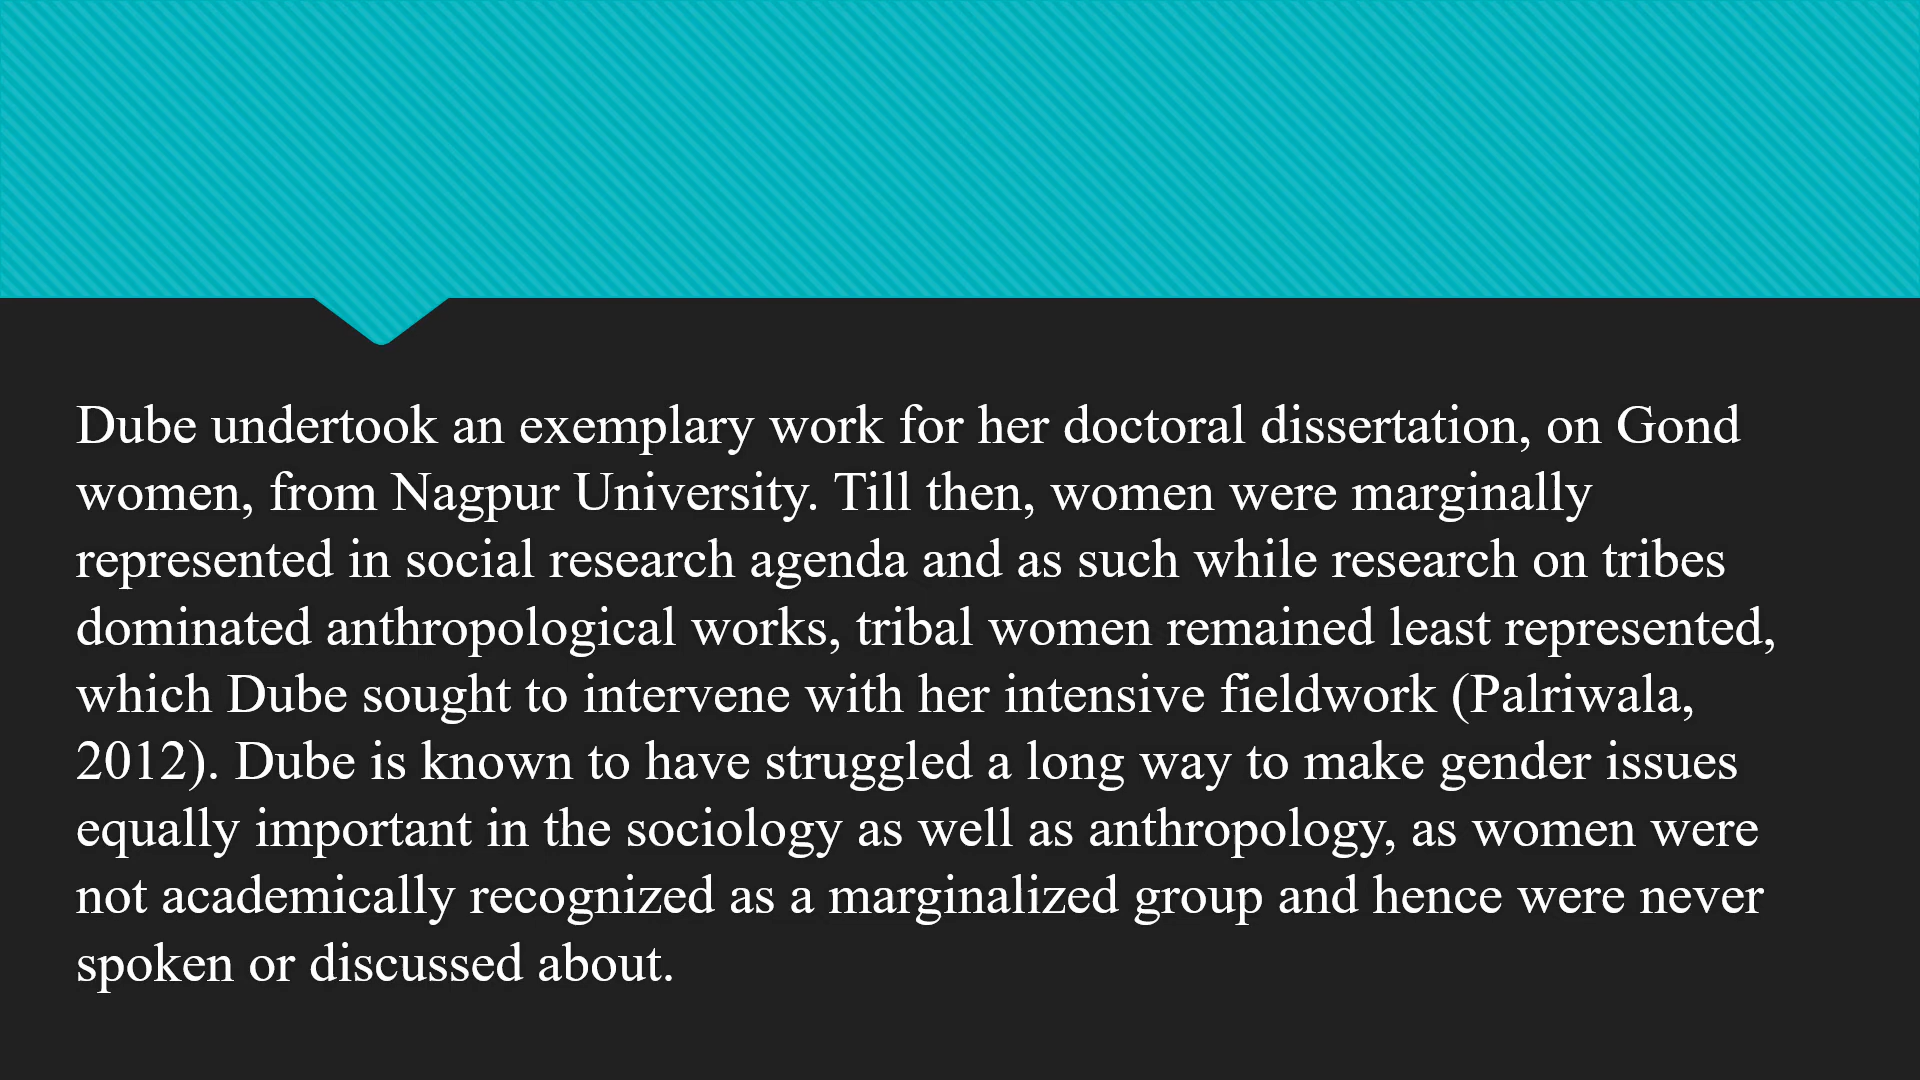 Dube undertook an exemplary work for her doctoral dissertation, on Gond
women, from Nagpur University. Till then, women were marginally
represented in social research agenda and as such while research on tribes
dominated anthropological works, tribal women remained least represented,
which Dube sought to intervene with her intensive fieldwork (Palriwala,
2012). Dube is known to have struggled a long way to make gender issues
equally important in the sociology as well as anthropology, as women were
not academically recognized as a marginalized group and hence were never
spoken or discussed about.